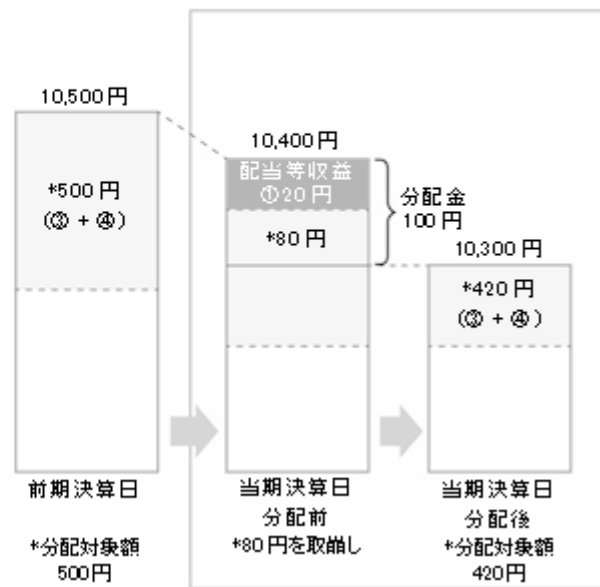 10,500円
*500円
(③ + ④)
前期決算日
*分配対象額
500円
10,400円
配当等収益
①20円
*80円
分配金
100円
当期決算日
分配前
*80円を取崩し
10,300円
*420円
(③ + ④)
当期決算日
分配後
*分配対象額
420円